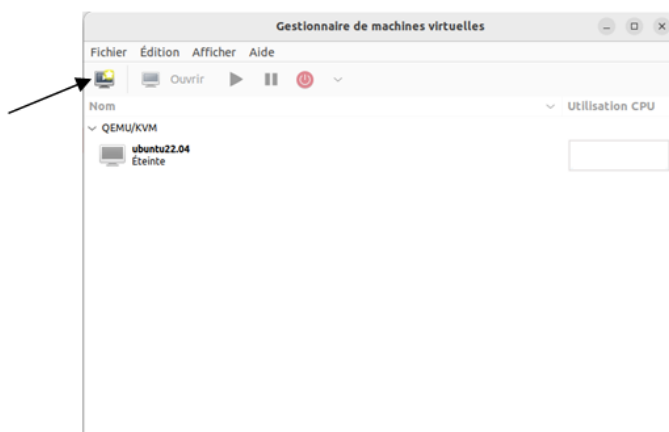 Gestionnaire de machines virtuelles
Fichier Édition Afficher Aide
Ouvrir
Nom Utilisation CPU
QEMU/KVM
ubuntu22.04
Éteinte